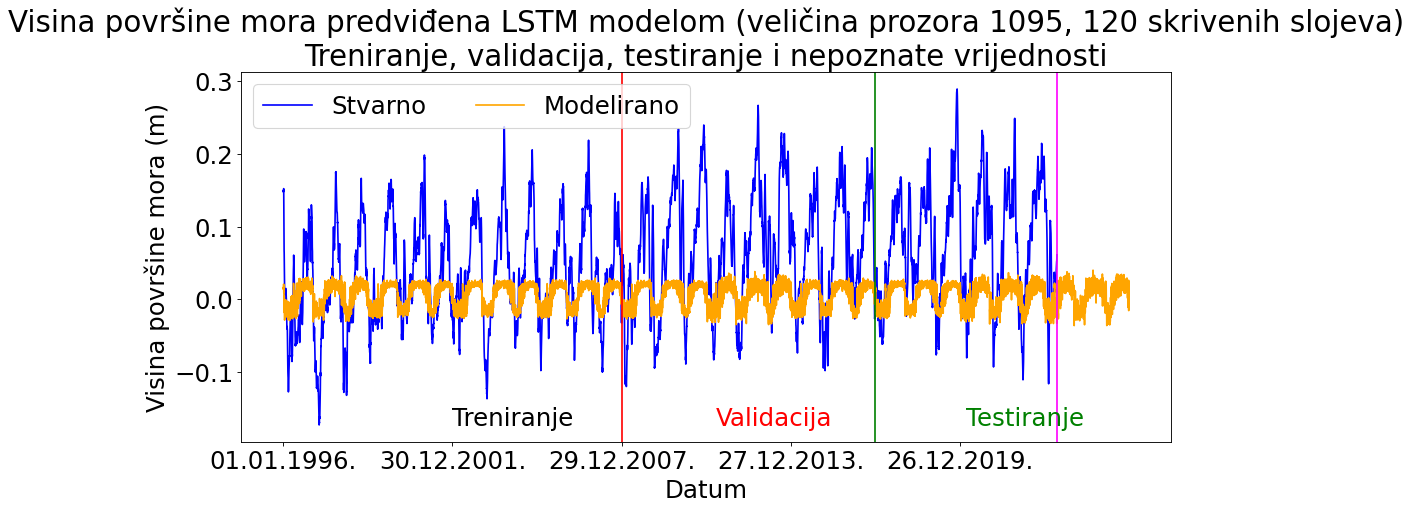 Visina površine mora predviđena LSTM modelom (veličina prozora 1095, 120 skrivenih slojeva)
Treniranje, validacija, testiranje i nepoznate vrijednosti
Stvarno
Modelirano
0.3
0.2
0.1
0.0
−0.1
Visina površine mora (m)
Treniranje
Validacija
Testiranje
01.01.1996.
30.12.2001.
29.12.2007.
27.12.2013.
26.12.2019.
Datum